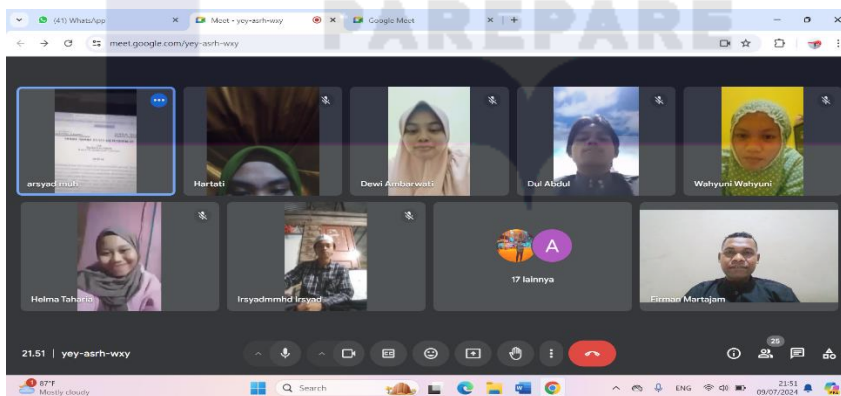 PAREPARE
(41) WhatsApp
Meet - yey-asrh-wxy
Google Meet
meet.google.com/yey-asrh-wxy
arsyad muh
Hartati
Dewi Ambarwati
Dul Abdul
Wahyuni Wahyuni
Helma Taharia
Irsyadmmhd Irsyad
A
17 lainnya
Firman Martajam
21.51 | yey-asrh-wxy
25
87°F
Mostly cloudy
Search
ENG
21:51
09/07/2024